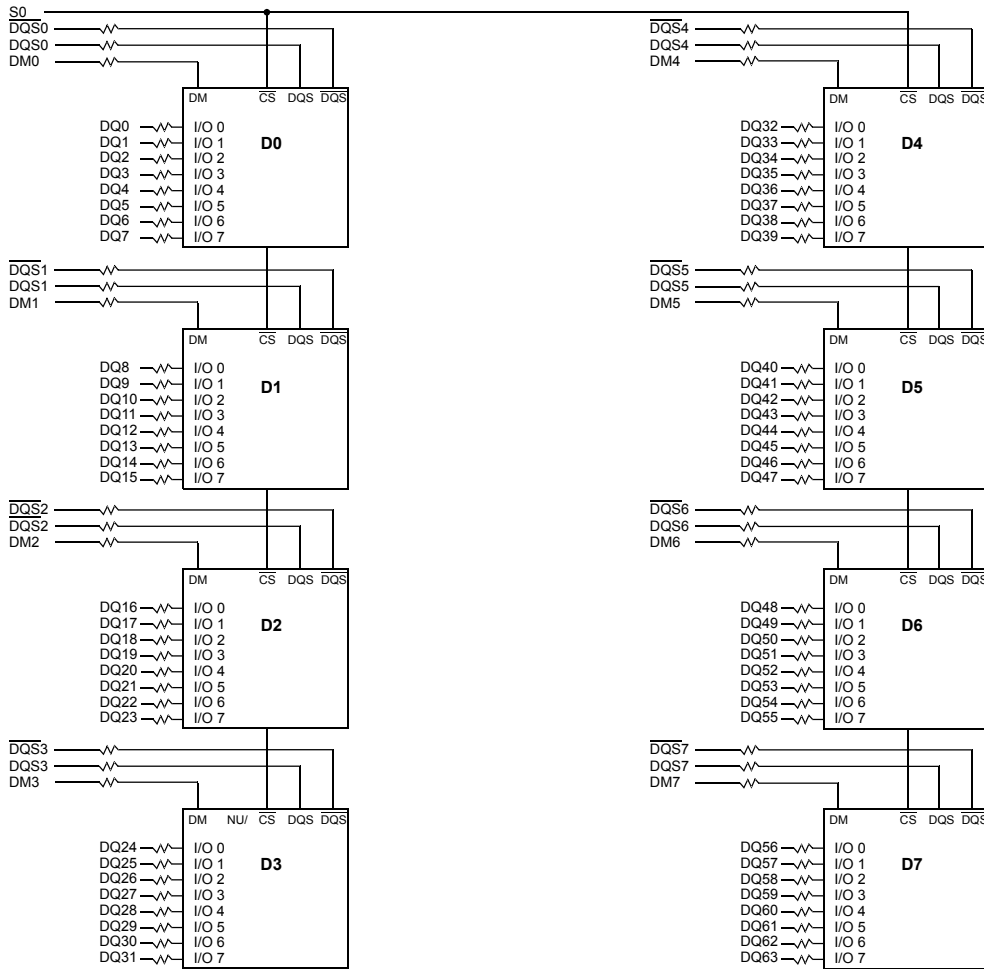 S0
DQS0
DQS0
DM0
DM CS DQS DQS
DQ0 I/O 0
DQ1 I/O 1
D0
DQ2 I/O 2
DQ3 I/O 3
DQ4 I/O 4
DQ5 I/O 5
DQ6 I/O 6
DQ7 I/O 7
DQS1
DQS1
DM1
DM CS DQS DQS
DQ8 I/O 0
DQ9 I/O 1
D1
DQ10 I/O 2
DQ11 I/O 3
DQ12 I/O 4
DQ13 I/O 5
DQ14 I/O 6
DQ15 I/O 7
DQS2
DQS2
DM2
DM CS DQS DQS
DQ16 I/O 0
DQ17 I/O 1
D2
DQ18 I/O 2
DQ19 I/O 3
DQ20 I/O 4
DQ21 I/O 5
DQ22 I/O 6
DQ23 I/O 7
DQS3
DQS3
DM3
DM NU/ CS DQS DQS
DQ24 I/O 0
DQ25 I/O 1
D3
DQ26 I/O 2
DQ27 I/O 3
DQ28 I/O 4
DQ29 I/O 5
DQ30 I/O 6
DQ31 I/O 7
DQS4
DQS4
DM4
DM CS DQS DQS
DQ32 I/O 0
DQ33 I/O 1
D4
DQ34 I/O 2
DQ35 I/O 3
DQ36 I/O 4
DQ37 I/O 5
DQ38 I/O 6
DQ39 I/O 7
DQS5
DQS5
DM5
DM CS DQS DQS
DQ40 I/O 0
DQ41 I/O 1
D5
DQ42 I/O 2
DQ43 I/O 3
DQ44 I/O 4
DQ45 I/O 5
DQ46 I/O 6
DQ47 I/O 7
DQS6
DQS6
DM6
DM CS DQS DQS
DQ48 I/O 0
DQ49 I/O 1
D6
DQ50 I/O 2
DQ51 I/O 3
DQ52 I/O 4
DQ53 I/O 5
DQ54 I/O 6
DQ55 I/O 7
DQS7
DQS7
DM7
DM CS DQS DQS
DQ56 I/O 0
DQ57 I/O 1
D7
DQ58 I/O 2
DQ59 I/O 3
DQ60 I/O 4
DQ61 I/O 5
DQ62 I/O 6
DQ63 I/O 7